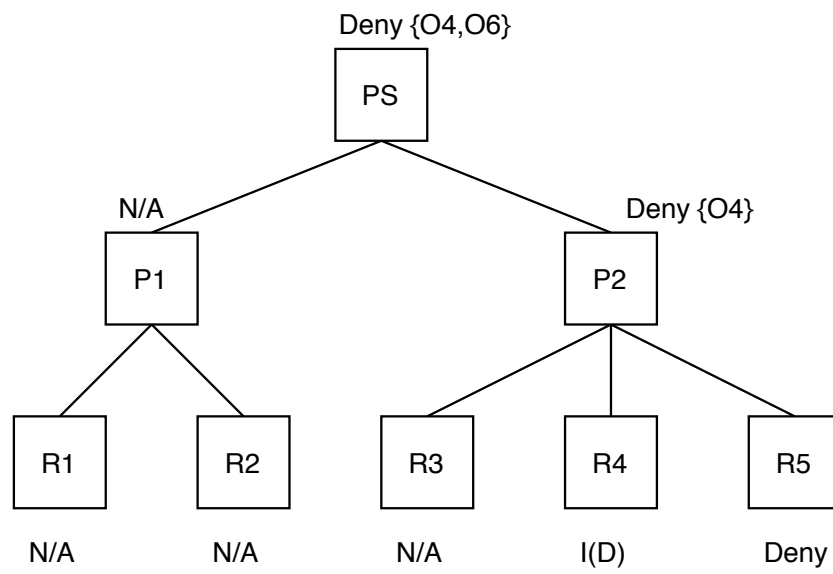 Deny {O4,O6}
PS
N/A
Deny {O4}
P1
P2
R1
R2
R3
R4
R5
N/A
N/A
N/A
I(D)
Deny